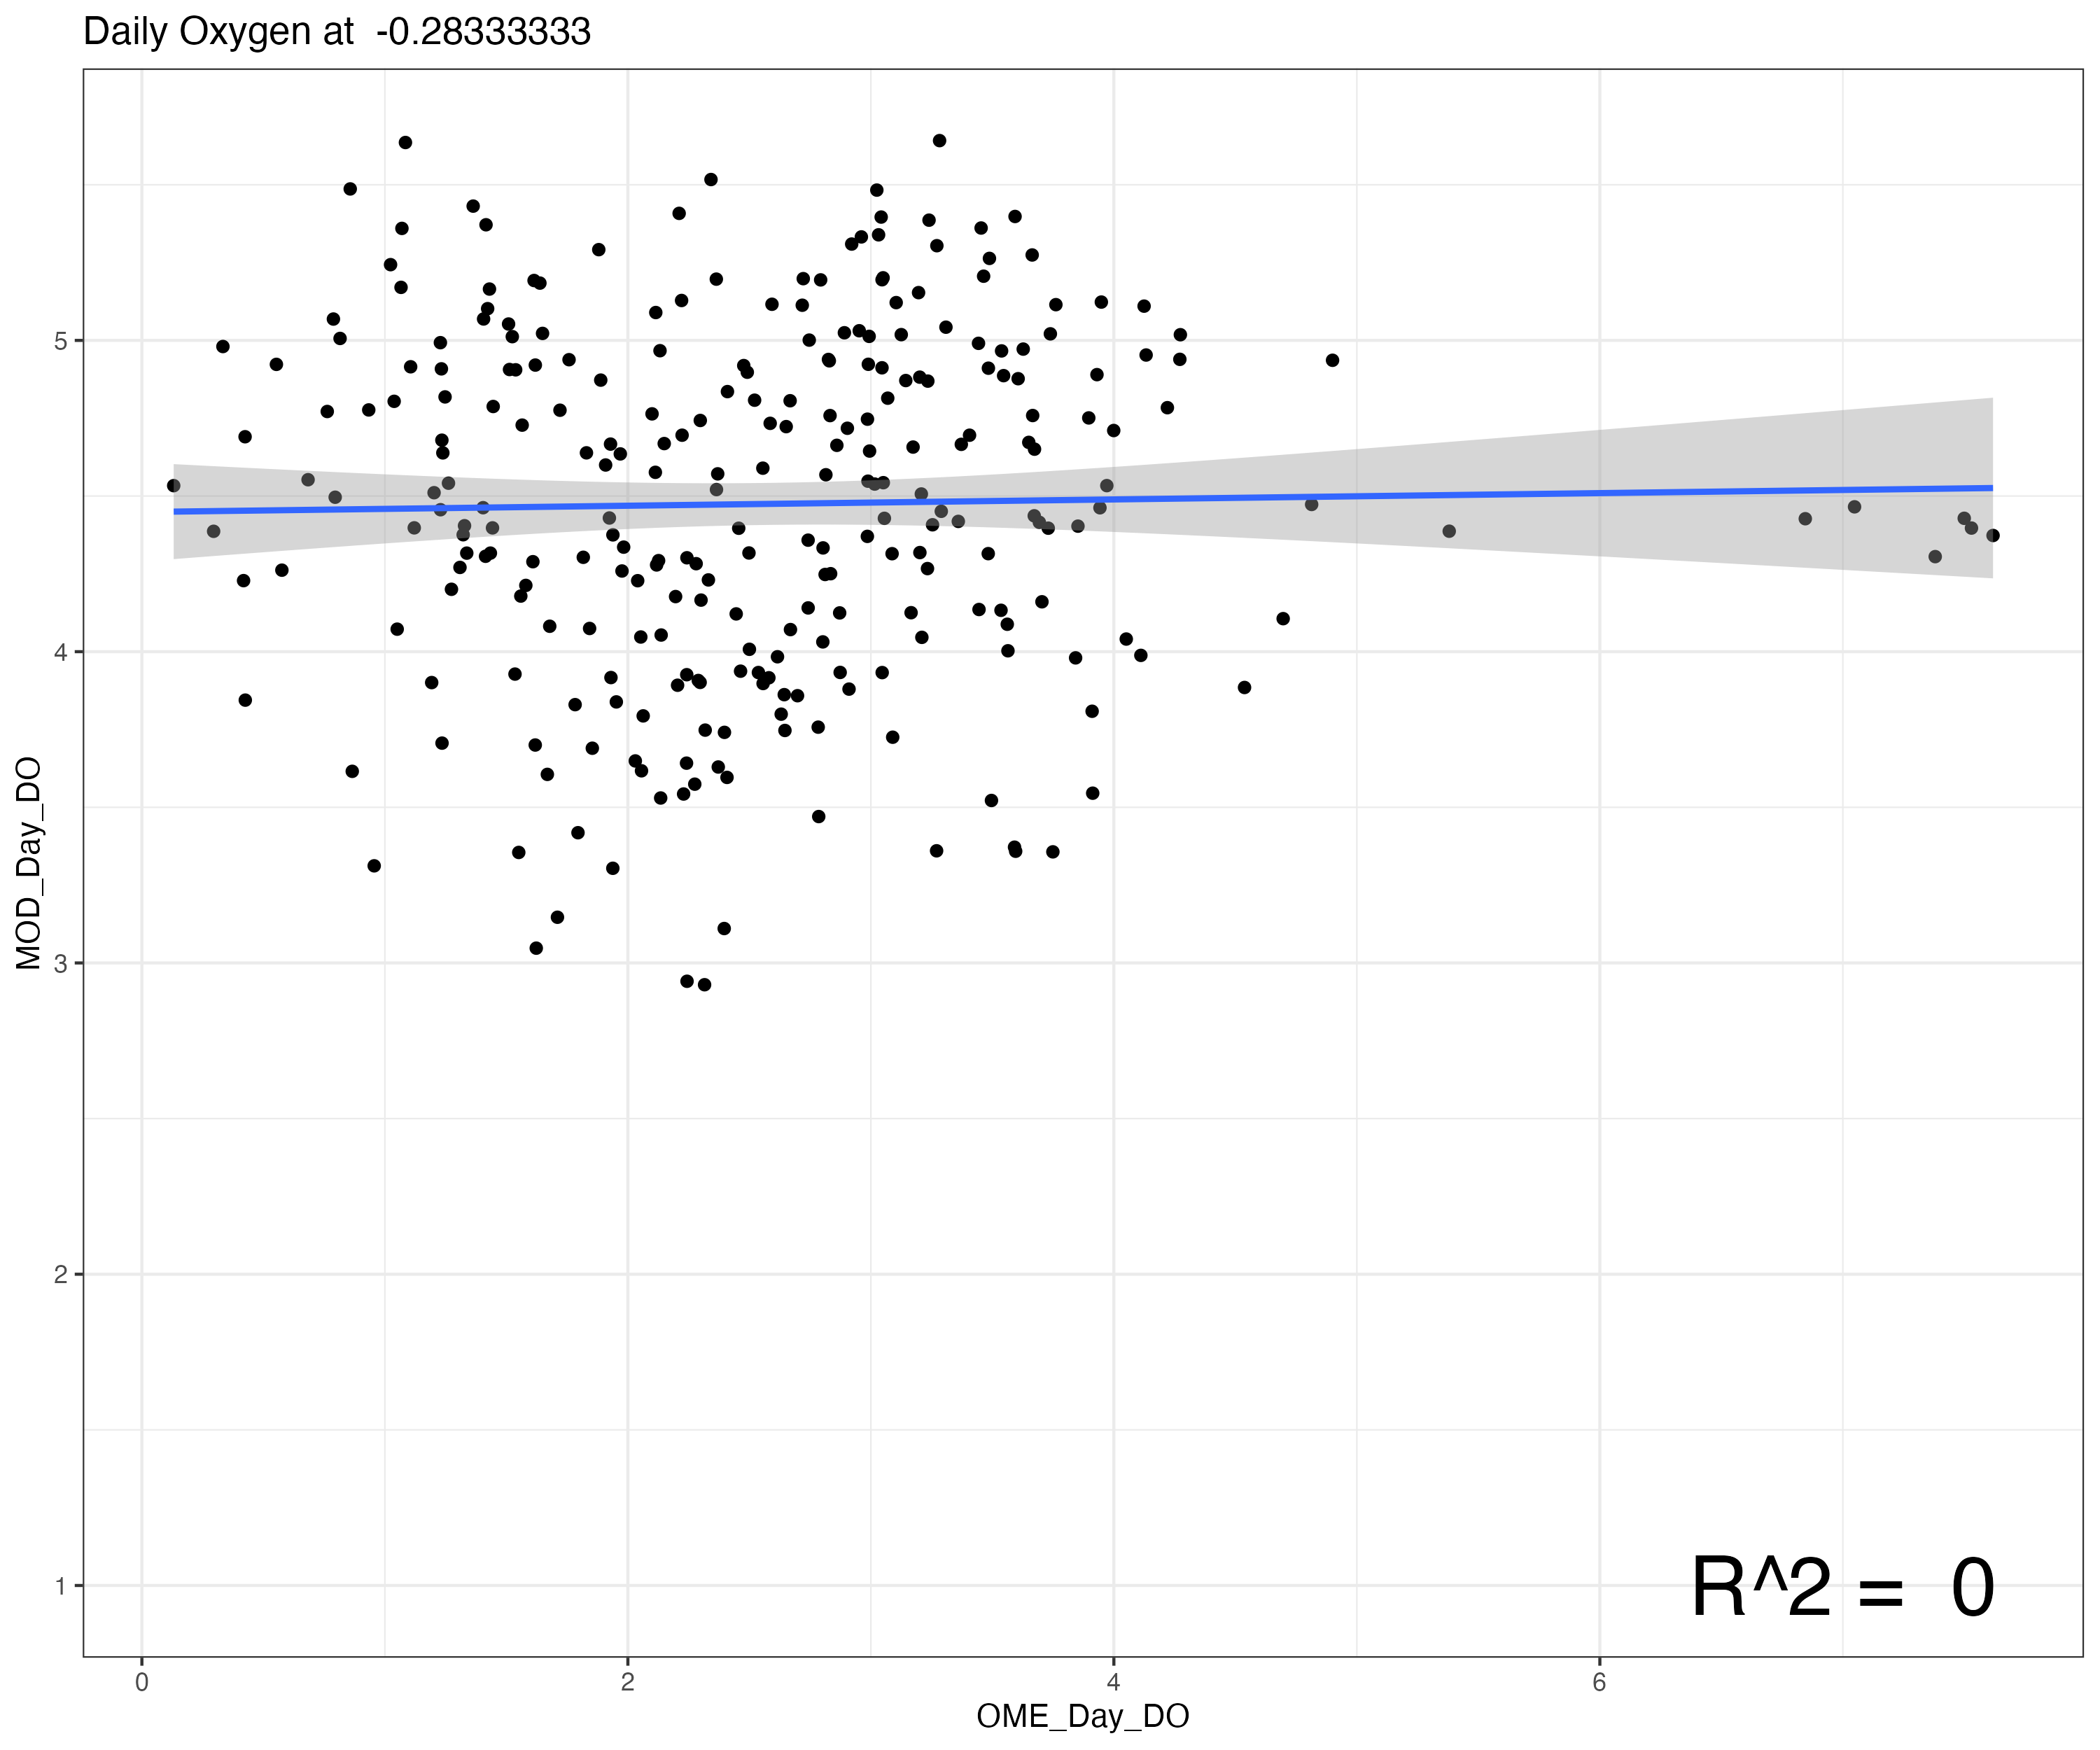 Daily Oxygen at  -0.28333333
5
4
3
2
1
MOD_Day_DO
R^2 =  0
0 2 4 6
OME_Day_DO